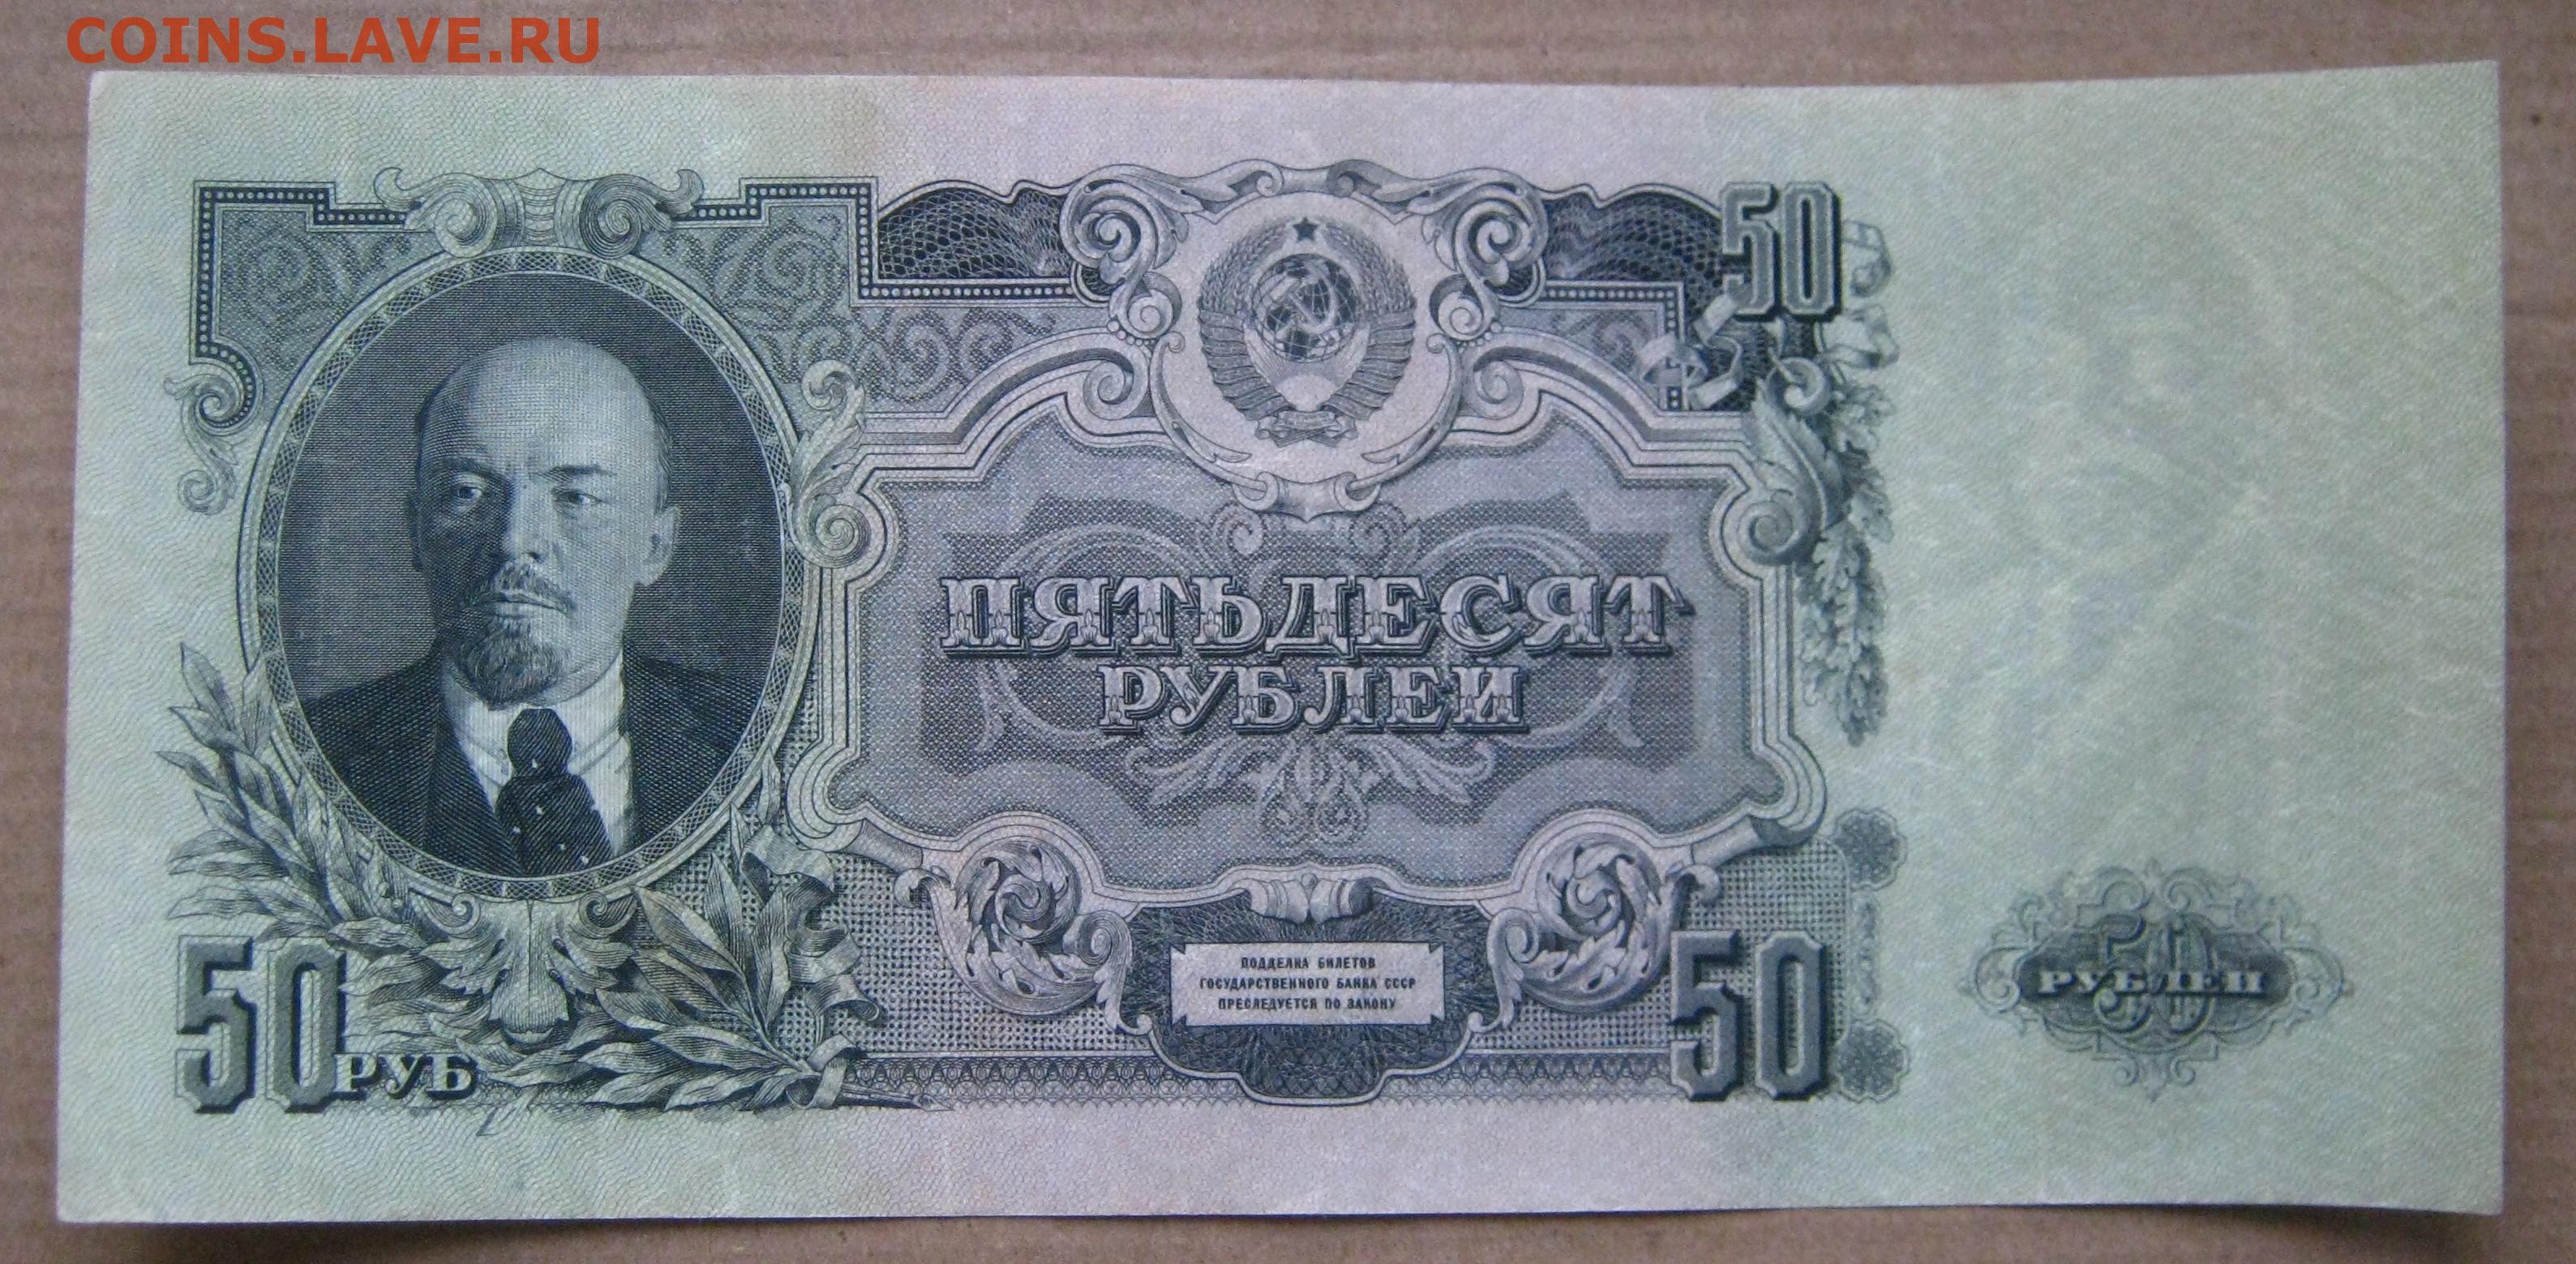 COINS.LAVE.RU
50
ПЯТЬДЕСЯТ
РУБЛЕЙ
ПОДДЕЛКА БИЛЕТОВ
ГОСУДАРСТВЕННОГО БАНКА СССР
ПРЕСЛЕДУЕТСЯ ПО ЗАКОНУ
50 РУБ
50
50
РУБЛЕЙ